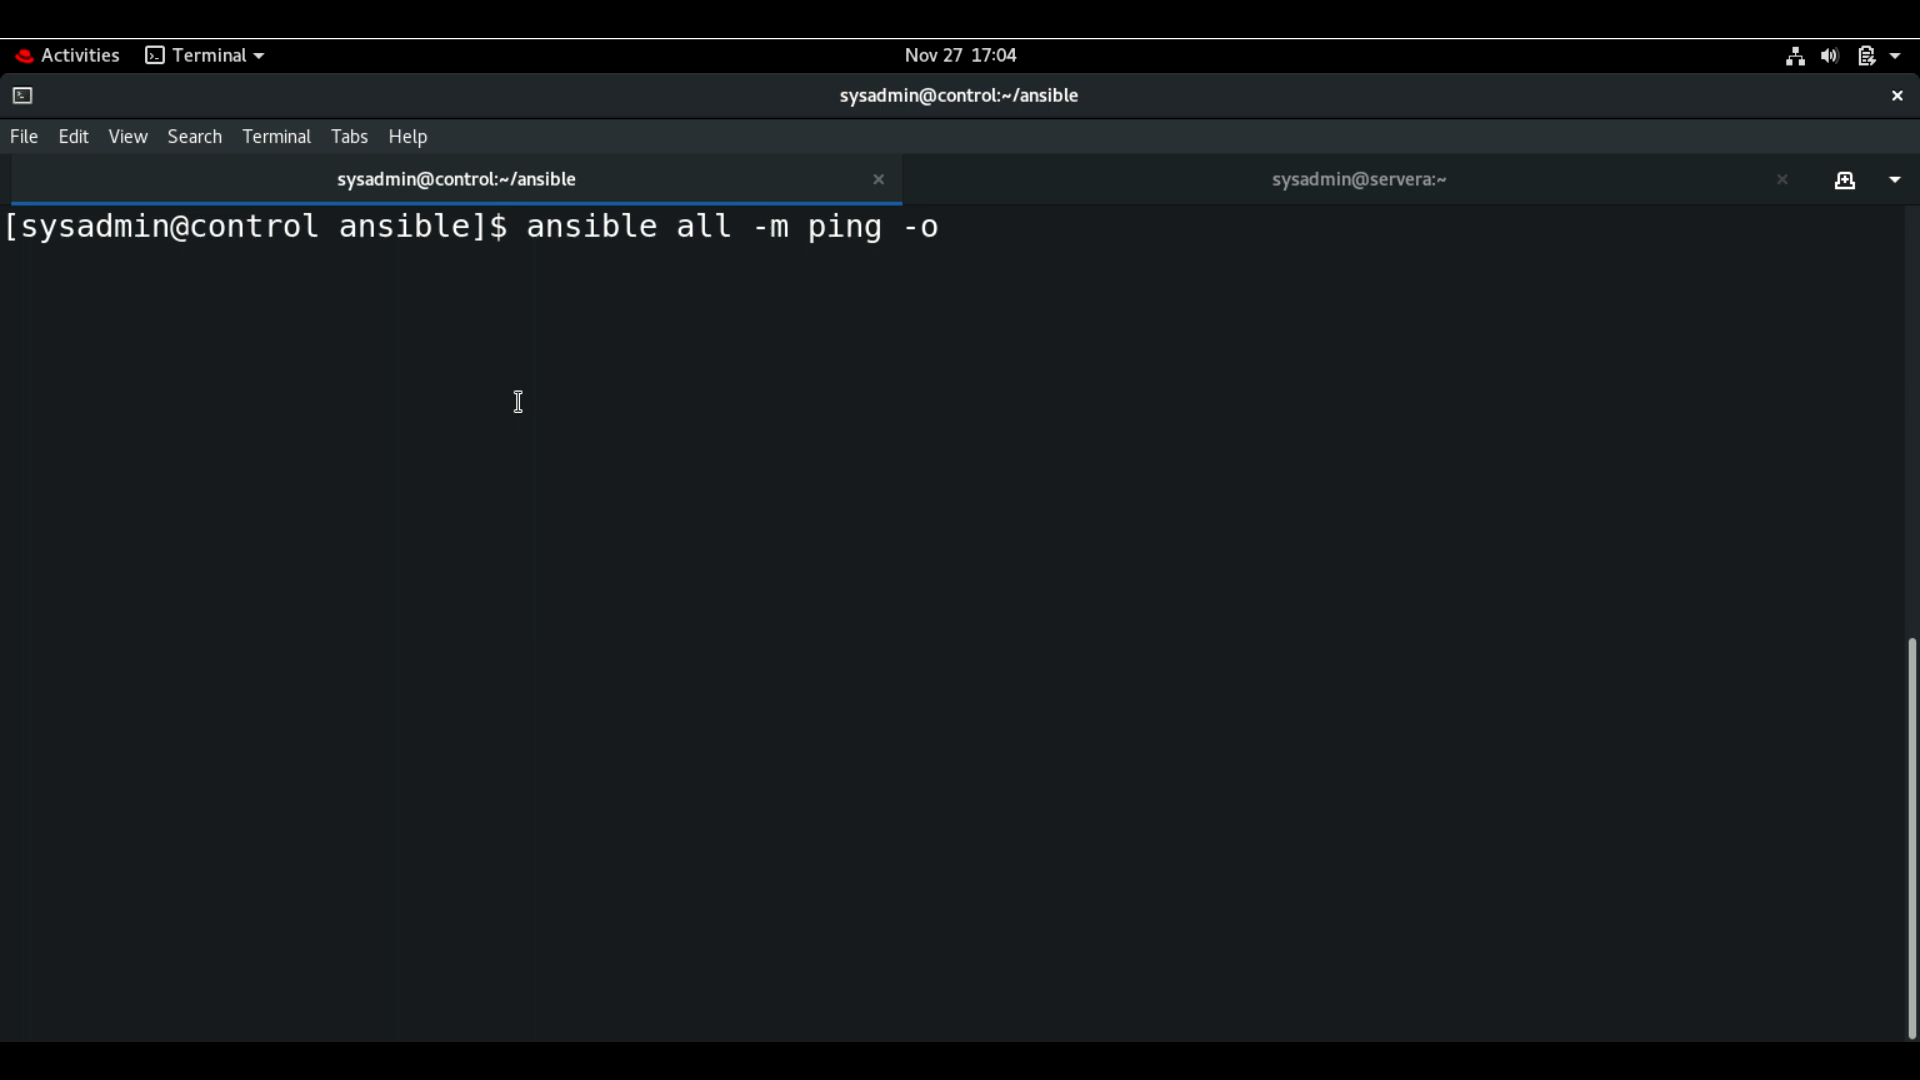 Activities Terminal Nov 27 17:04
sysadmin@control:~/ansible
File Edit View Search Terminal Tabs Help
sysadmin@control:~/ansible sysadmin@servera:~
[sysadmin@control ansible]$ ansible all -m ping -o